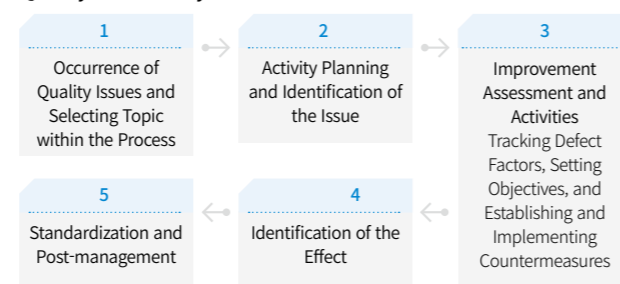 1
Occurrence of
Quality Issues and
Selecting Topic
within the Process
2
Activity Planning
and Identification of
the Issue
3
Improvement
Assessment and
Activities
Tracking Defect
Factors, Setting
Objectives, and
Establishing and
Implementing
Countermeasures
4
Identification of the
Effect
5
Standardization and
Post-management